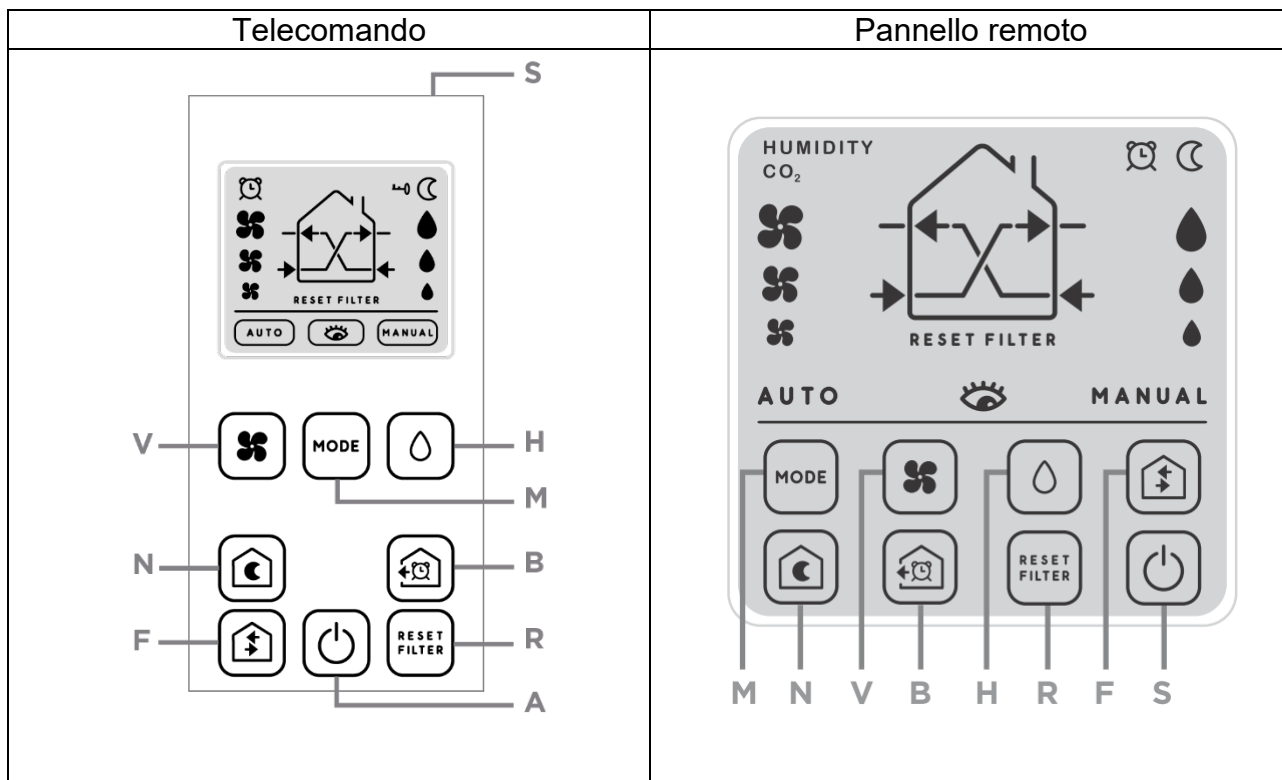 Telecomando
Pannello remoto
S
RESET FILTER
AUTO
MANUAL
V
MODE
H
M
N
B
F
RESET
FILTER
R
A
HUMIDITY
CO₂
RESET FILTER
AUTO
MANUAL
MODE
RESET
FILTER
M N V B H R F S